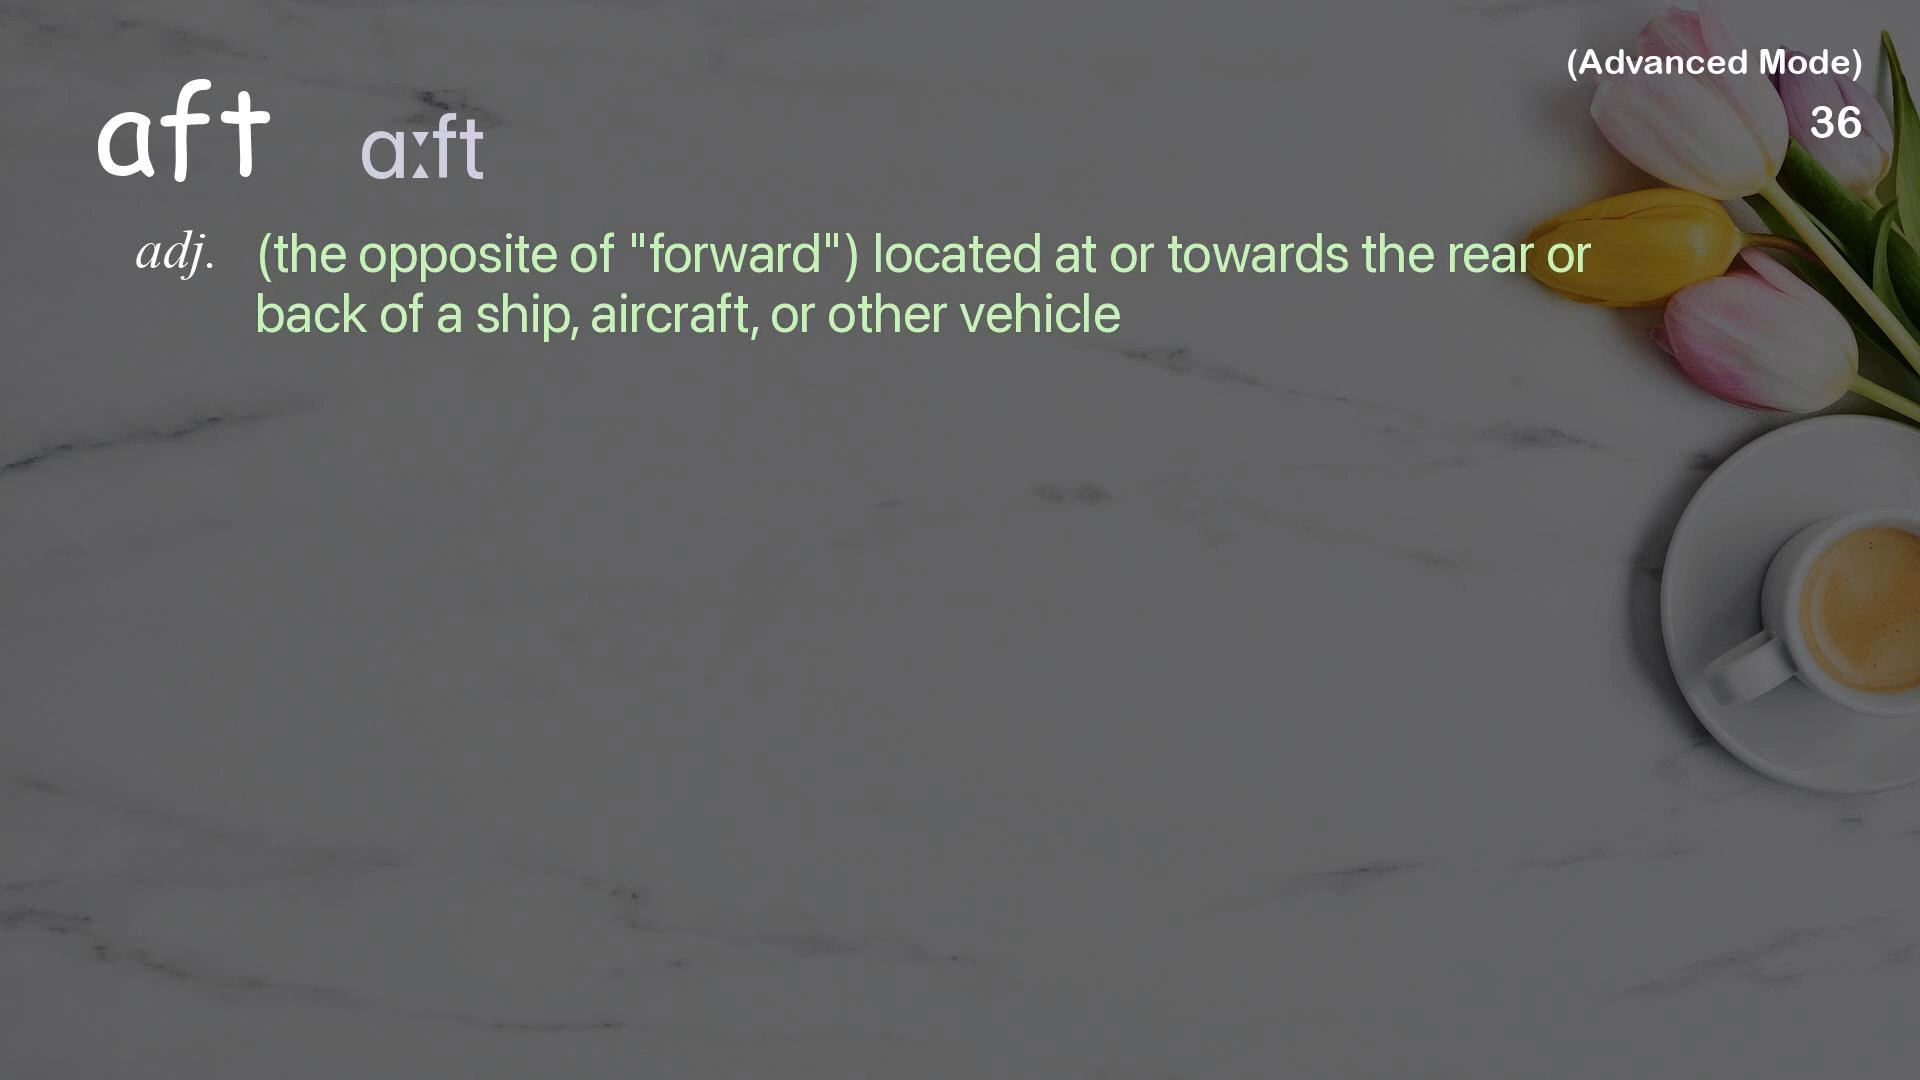 (Advanced Mode)
36
aft ɑːft
adj. (the opposite of "forward") located at or towards the rear or
back of a ship, aircraft, or other vehicle